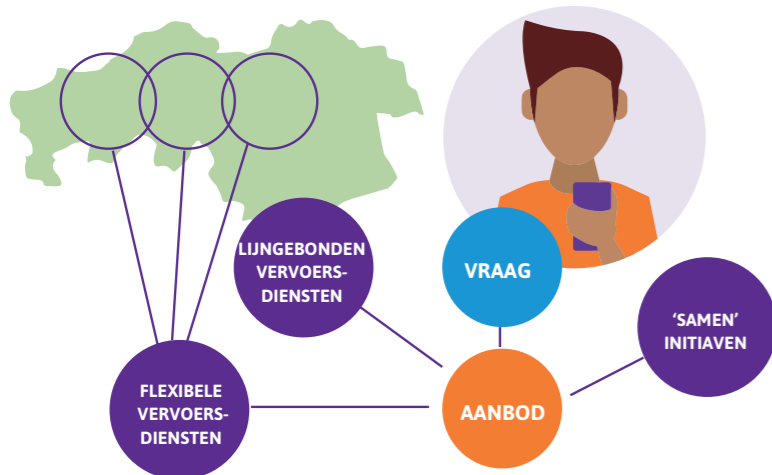 LIJNGEBONDEN
VERVOERS-
DIENSTEN
VRAAG
‘SAMEN’
INITIAVEN
FLEXIBELE
VERVOERS-
DIENSTEN
AANBOD